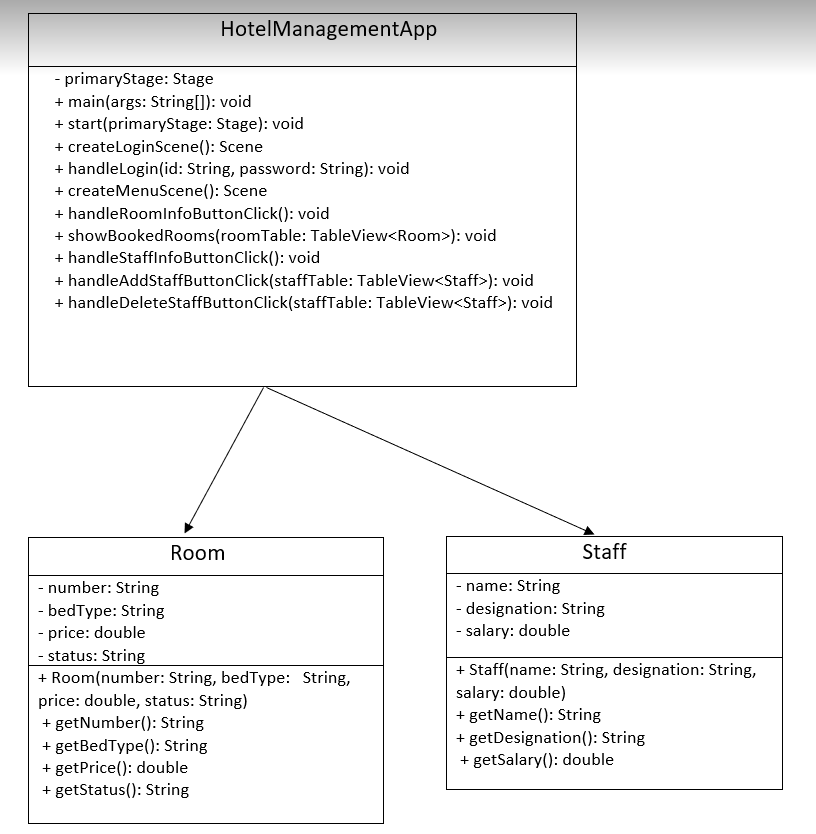 HotelManagementApp
- primaryStage: Stage
+ main(args: String[]): void
+ start(primaryStage: Stage): void
+ createLoginScene(): Scene
+ handleLogin(id: String, password: String): void
+ createMenuScene(): Scene
+ handleRoomInfoButtonClick(): void
+ showBookedRooms(roomTable: TableView<Room>): void
+ handleStaffInfoButtonClick(): void
+ handleAddStaffButtonClick(staffTable: TableView<Staff>): void
+ handleDeleteStaffButtonClick(staffTable: TableView<Staff>): void
Room
- number: String
- bedType: String
- price: double
- status: String
+ Room(number: String, bedType: String,
price: double, status: String)
+ getNumber(): String
+ getBedType(): String
+ getPrice(): double
+ getStatus(): String
Staff
- name: String
- designation: String
- salary: double
+ Staff(name: String, designation: String,
salary: double)
+ getName(): String
+ getDesignation(): String
+ getSalary(): double